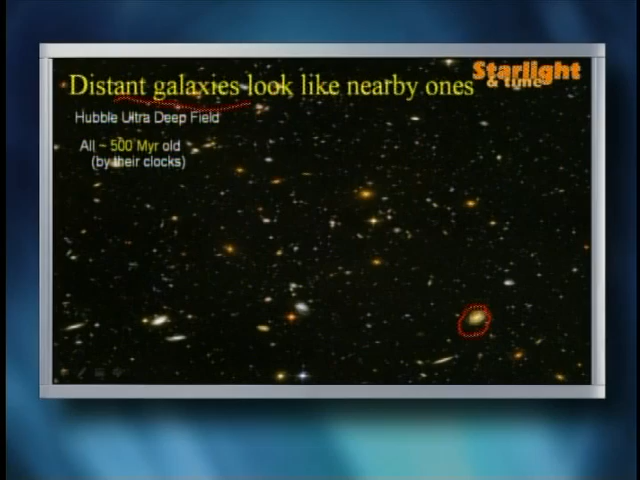 Distant galaxies look like nearby ones
Starlight
& time
Hubble Ultra Deep Field
All ~ 500 Myr old
(by their clocks)